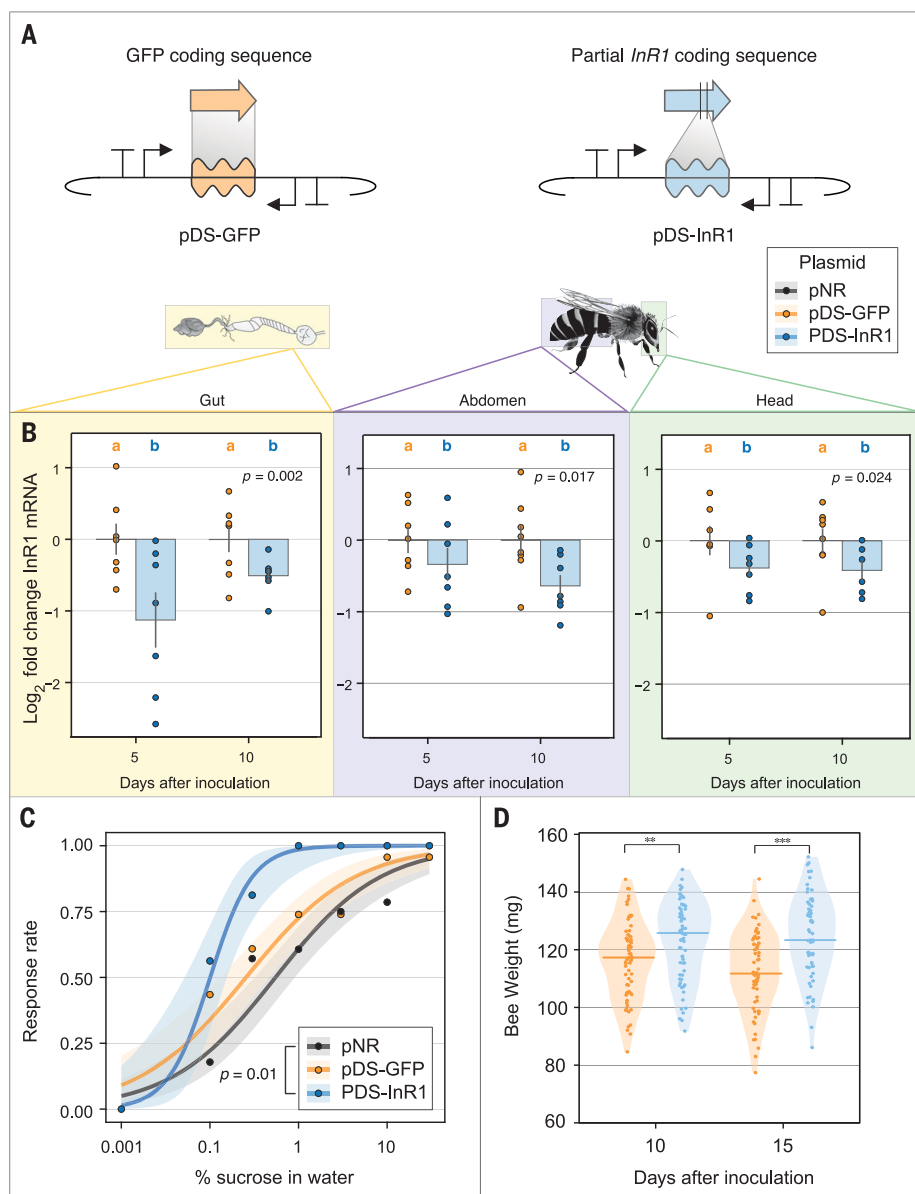 A
GFP coding sequence
Partial InR1 coding sequence
pDS-GFP
pDS-InR1
Plasmid
pNR
pDS-GFP
PDS-InR1
Gut
Abdomen
Head
B
a b a b
p = 0.002
a b a b
p = 0.017
a b a b
p = 0.024
Log2 fold change InR1 mRNA
1
0
−1
−2
1
0
−1
−2
1
0
−1
−2
5 10
5 10
5 10
Days after inoculation
Days after inoculation
Days after inoculation
C
Response rate
1.00
0.75
0.50
0.25
0.00
p = 0.01
pNR
pDS-GFP
PDS-InR1
0.001 0.1 1 10
% sucrose in water
D
Bee Weight (mg)
160
140
120
100
80
60
** ***
10 15
Days after inoculation